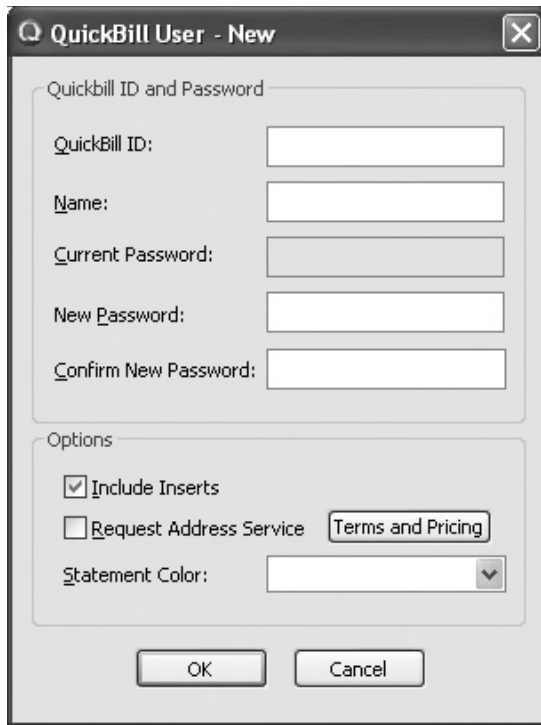 QuickBill User - New
Quickbill ID and Password
QuickBill ID:
Name:
Current Password:
New Password:
Confirm New Password:
Options
Include Inserts
Request Address Service Terms and Pricing
Statement Color:
OK Cancel